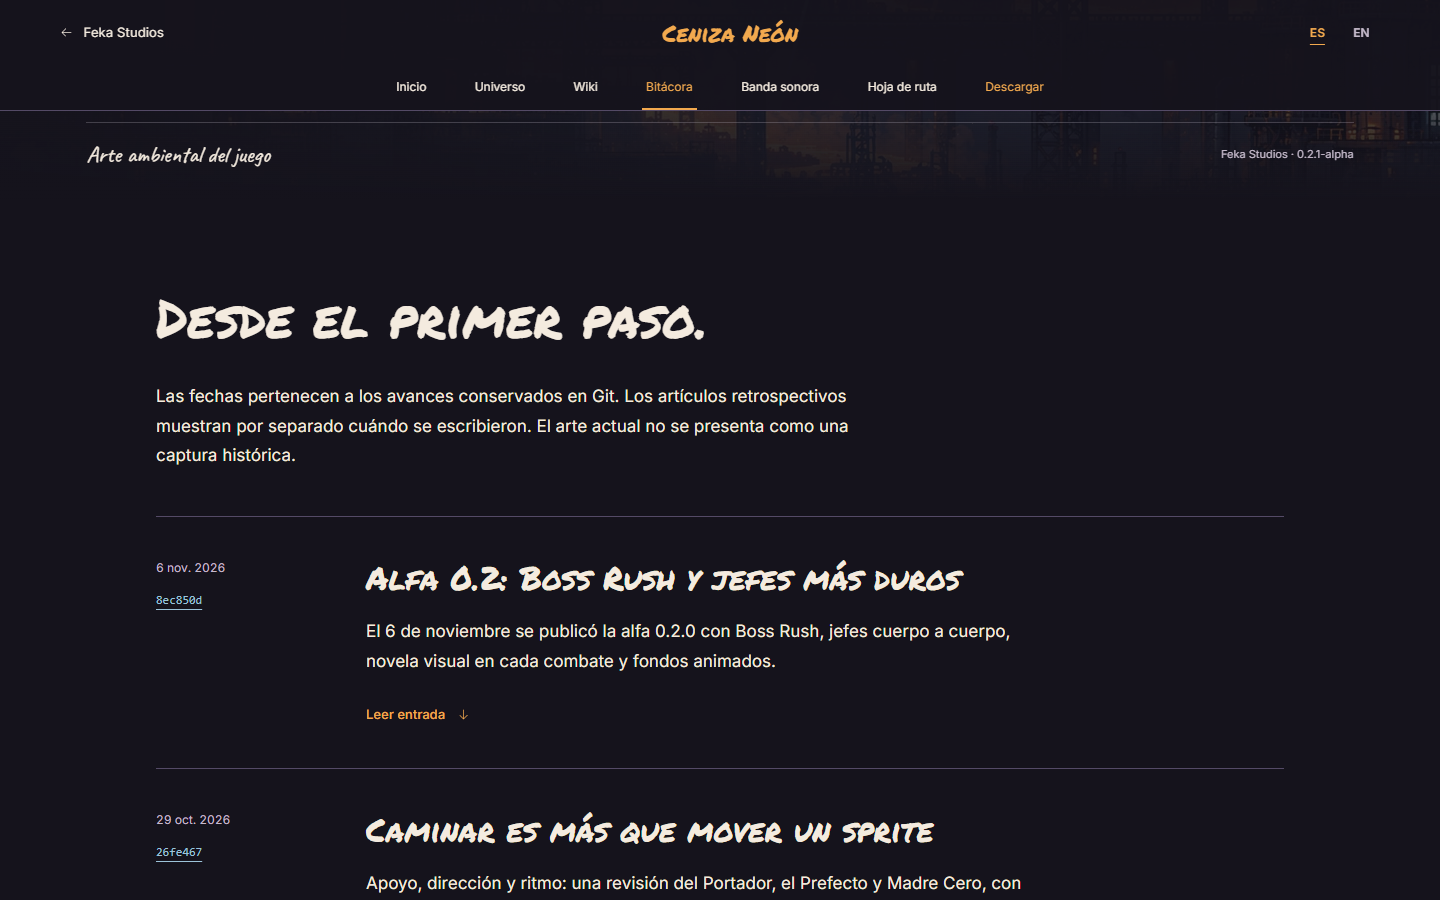 ← Feka Studios
Ceniza Neón
ES EN
Inicio Universo Wiki Bitácora Banda sonora Hoja de ruta Descargar
Arte ambiental del juego
Feka Studios · 0.2.1-alpha
Desde el primer paso.
Las fechas pertenecen a los avances conservados en Git. Los artículos retrospectivos
muestran por separado cuándo se escribieron. El arte actual no se presenta como una
captura histórica.
6 nov. 2026
8ec850d
Alfa 0.2: Boss Rush y jefes más duros
El 6 de noviembre se publicó la alfa 0.2.0 con Boss Rush, jefes cuerpo a cuerpo,
novela visual en cada combate y fondos animados.
Leer entrada ↓
29 oct. 2026
26fe467
Caminar es más que mover un sprite
Apoyo, dirección y ritmo: una revisión del Portador, el Prefecto y Madre Cero, con